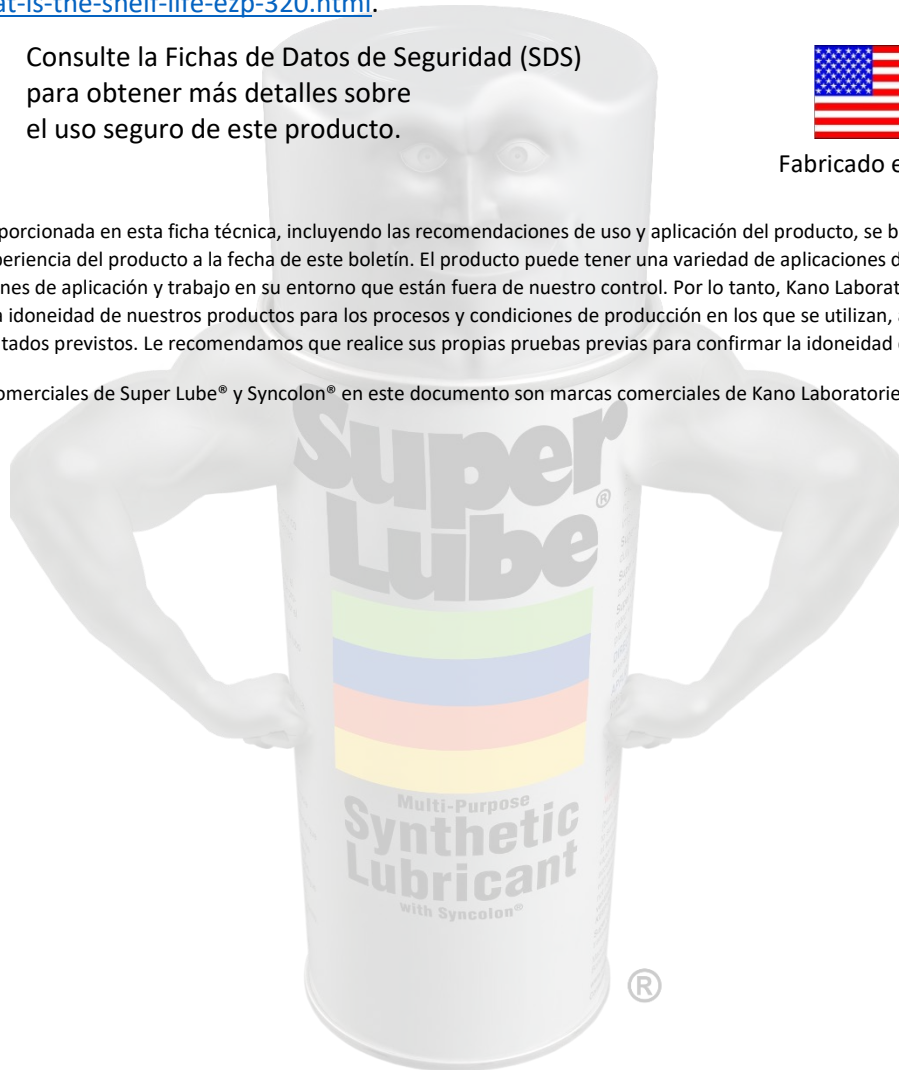 at-is-the-shelf-life-ezp-320.html.
Consulte la Fichas de Datos de Seguridad (SDS)
para obtener más detalles sobre
el uso seguro de este producto.
Fabricado e
porcionada en esta ficha técnica, incluyendo las recomendaciones de uso y aplicación del producto, se b
periencia del producto a la fecha de este boletín. El producto puede tener una variedad de aplicaciones d
nes de aplicación y trabajo en su entorno que están fuera de nuestro control. Por lo tanto, Kano Laborat
a idoneidad de nuestros productos para los procesos y condiciones de producción en los que se utilizan, a
tados previstos. Le recomendamos que realice sus propias pruebas previas para confirmar la idoneidad
omerciales de Super Lube® y Syncolon® en este documento son marcas comerciales de Kano Laboratorie
Super
Lube®
Multi-Purpose
Synthetic
Lubricant
with Syncolon®
®